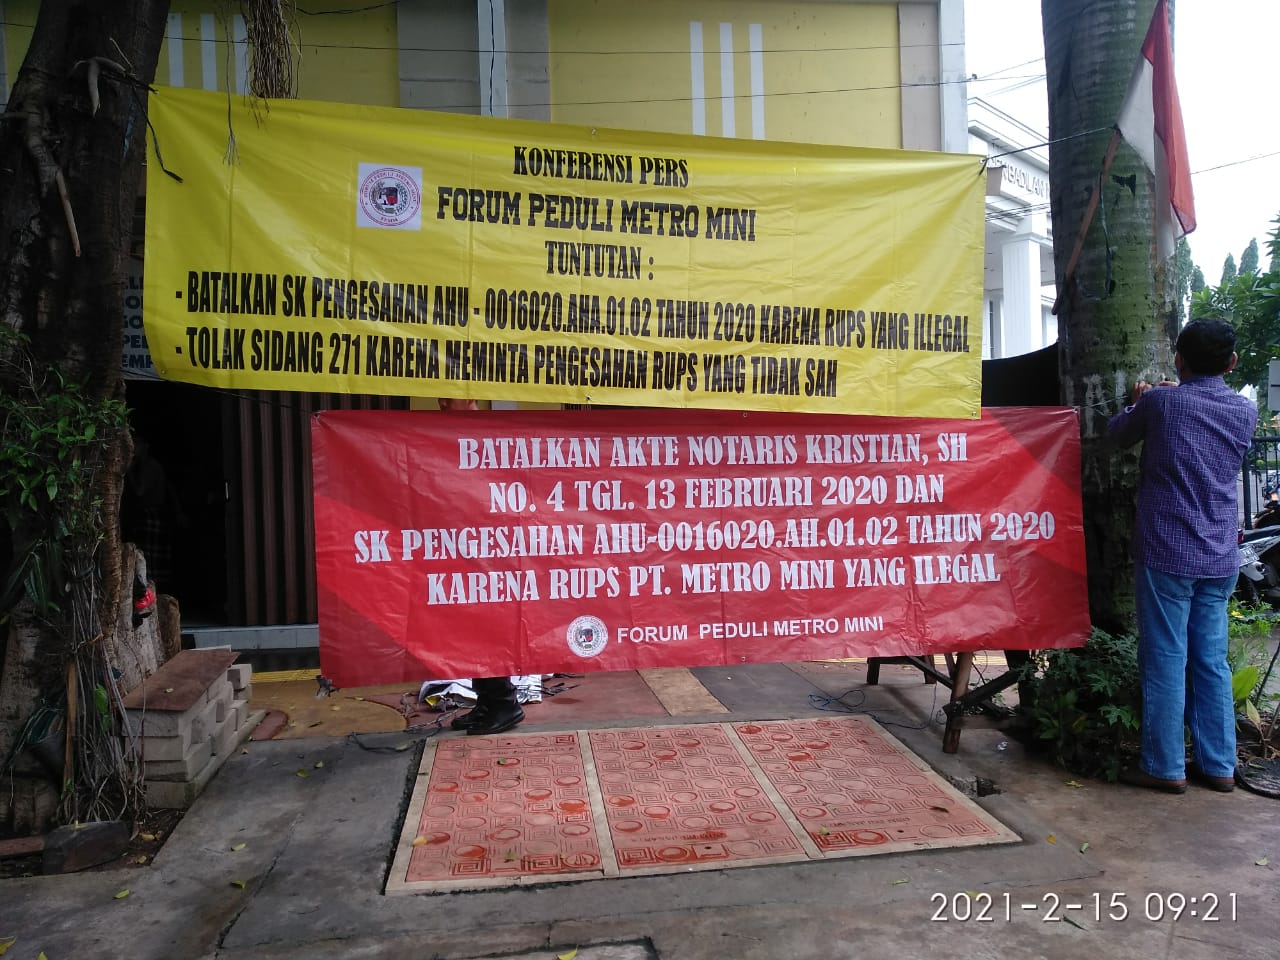 KONFERENSI PERS
FORUM PEDULI METRO MINI
TUNTUTAN :
- BATALKAN SK PENGESAHAN AHU - 0016020.AHA.01.02 TAHUN 2020 KARENA RUPS YANG ILLEGAL
- TOLAK SIDANG 271 KARENA MEMINTA PENGESAHAN RUPS YANG TIDAK SAH
BATALKAN AKTE NOTARIS KRISTIAN, SH
NO. 4 TGL. 13 FEBRUARI 2020 DAN
SK PENGESAHAN AHU-0016020.AH.01.02 TAHUN 2020
KARENA RUPS PT. METRO MINI YANG ILEGAL
FORUM PEDULI METRO MINI
2021-2-15 09:21